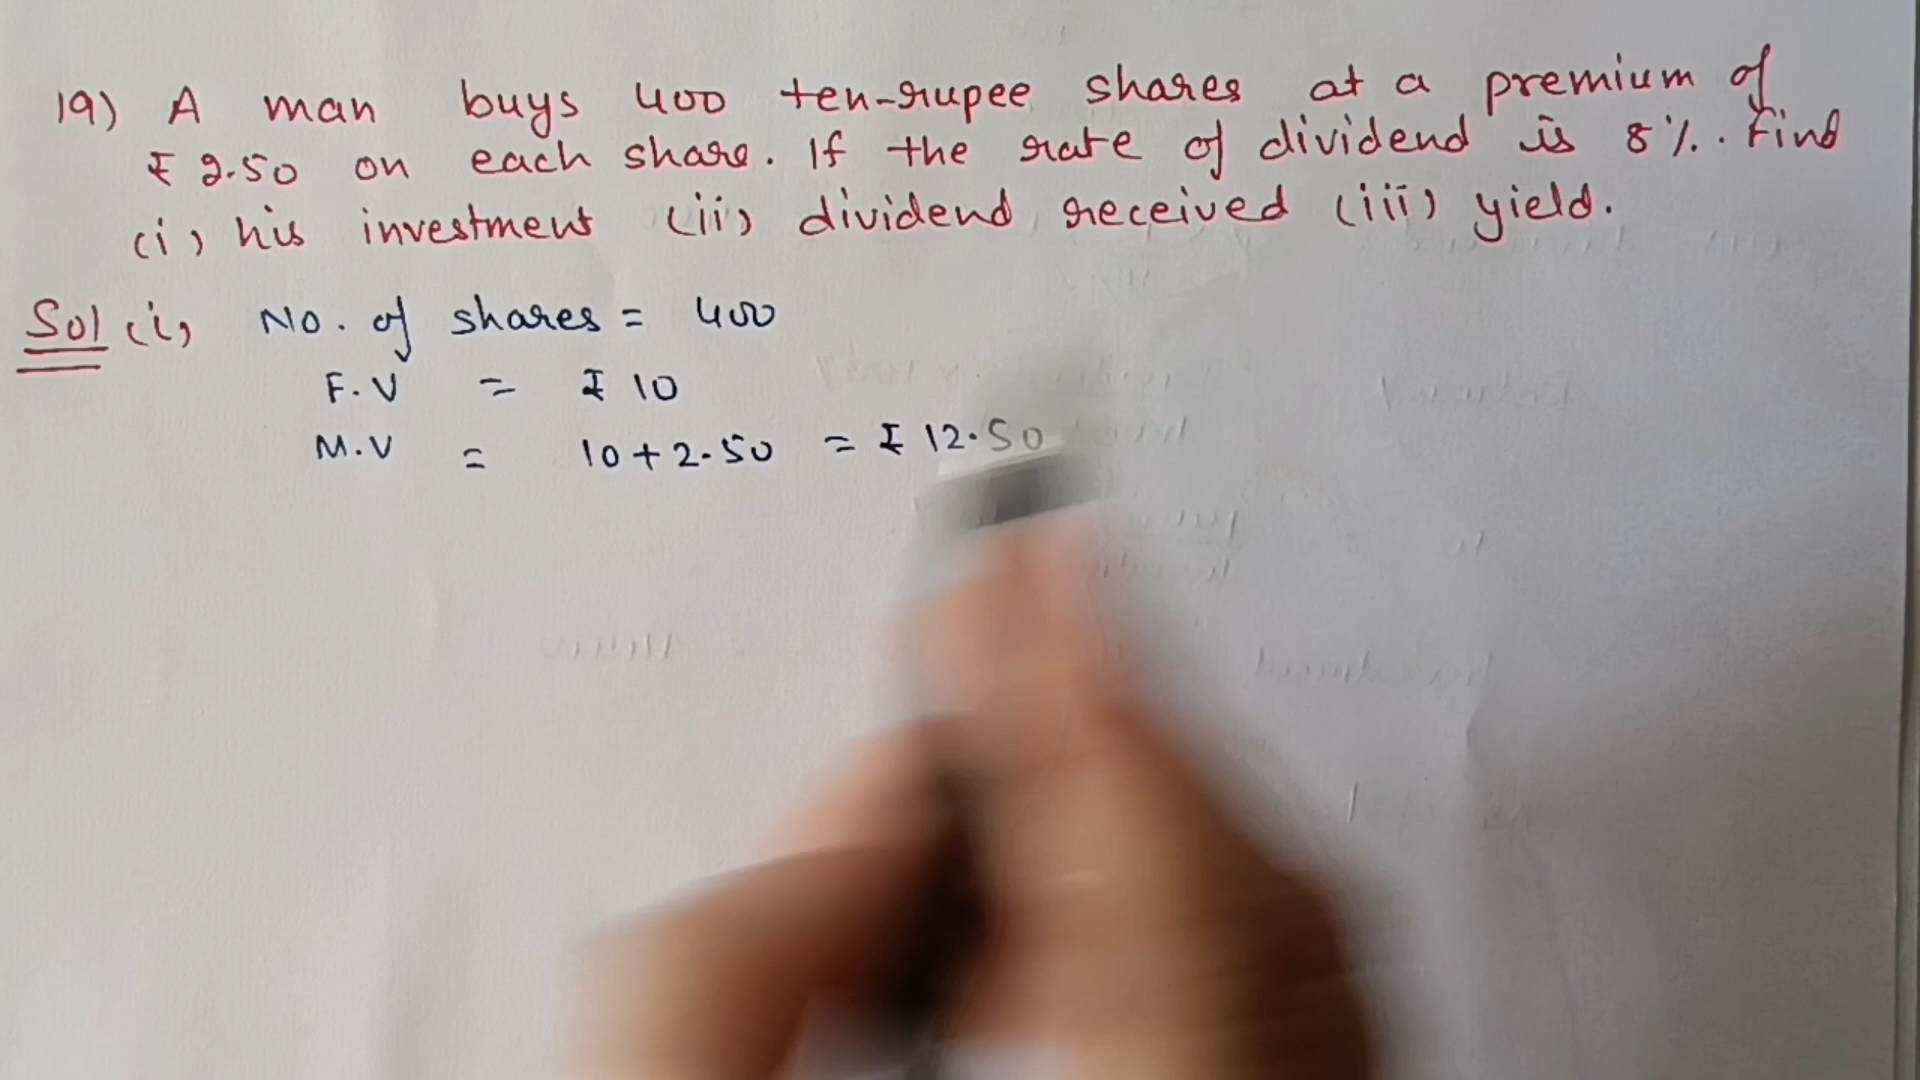 19) A man buys 400 ten-rupee shares at a premium of
₹ 2.50 on each share. If the rate of dividend is 8%. Find
(i) his investment (ii) dividend received (iii) yield.
Sol (i) No. of shares = 400
F.V = ₹ 10
M.V = 10 + 2.50 = ₹ 12.50